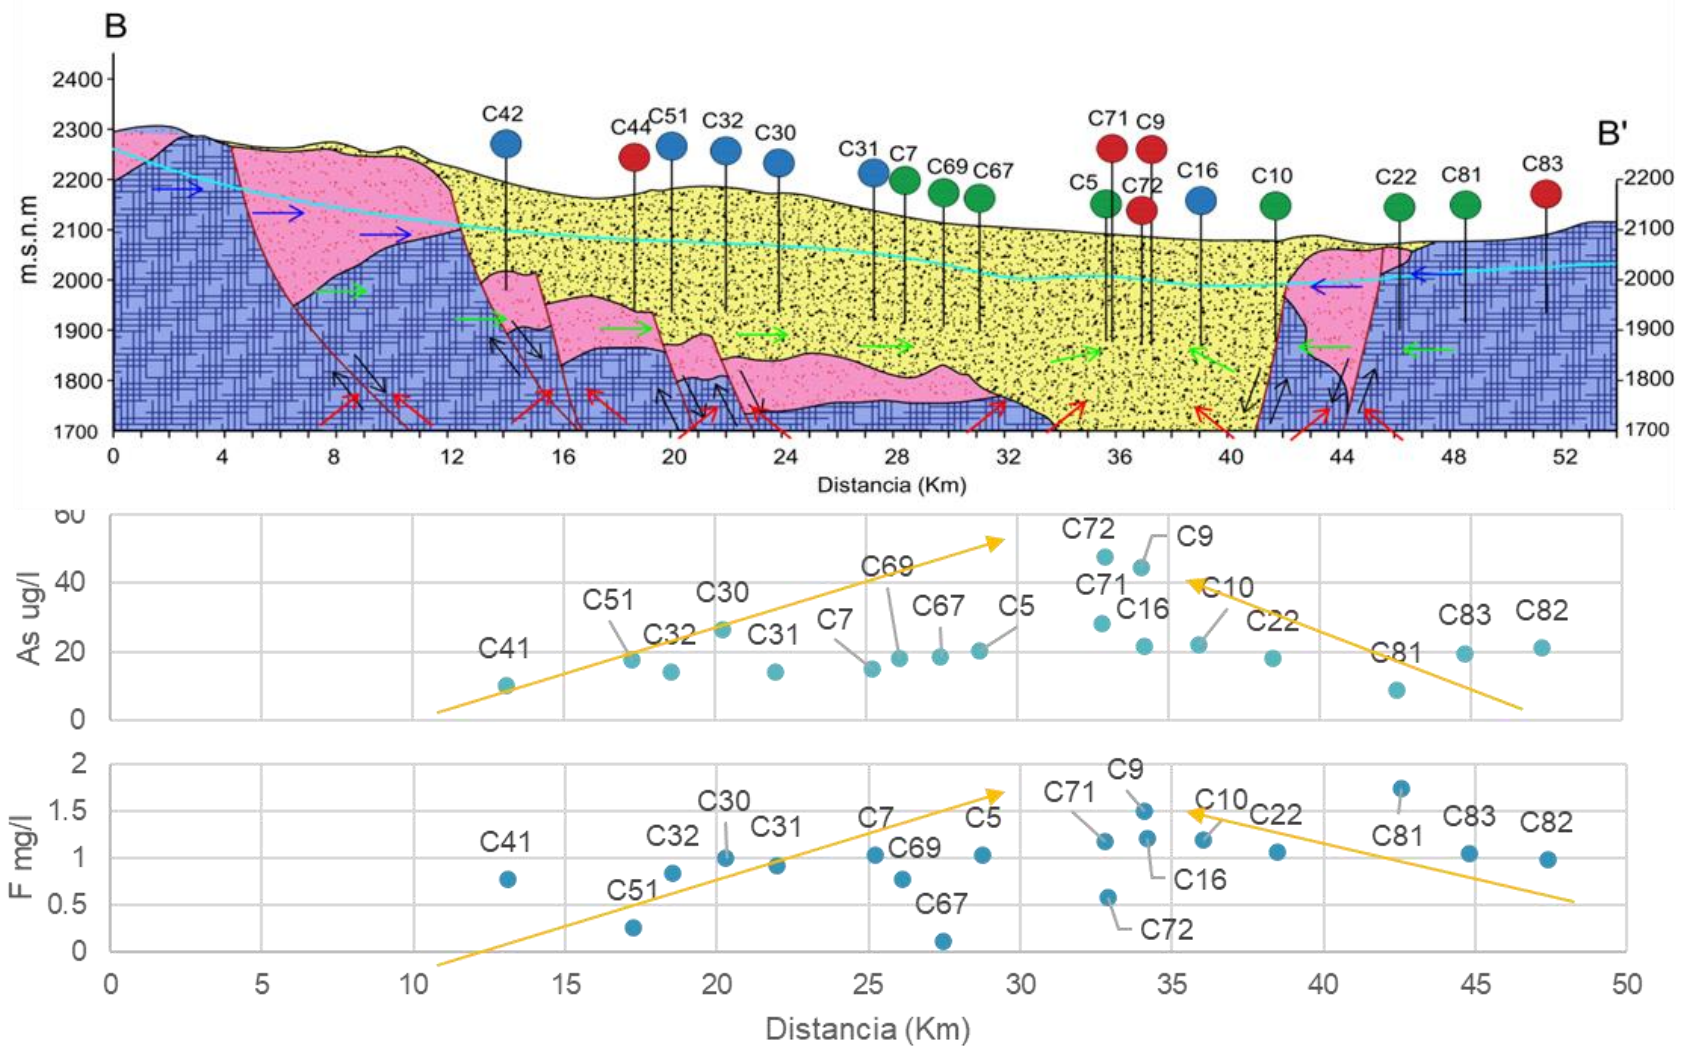 B
B'
m.s.n.m
2400
2300
2200
2100
2000
1900
1800
1700
2200
2100
2000
1900
1800
1700
C42
C44
C51
C32
C30
C31
C7
C69
C67
C71
C9
C5
C72
C16
C10
C22
C81
C83
0 4 8 12 16 20 24 28 32 36 40 44 48 52
Distancia (Km)
As ug/l
60
40
20
0
C41
C51
C32
C30
C31
C7
C69
C67
C5
C72
C9
C71
C16
C10
C22
C81
C83
C82
F mg/l
2
1.5
1
0.5
0
C41
C51
C32
C30
C31
C7
C69
C67
C5
C71
C9
C16
C72
C10
C22
C81
C83
C82
0 5 10 15 20 25 30 35 40 45 50
Distancia (Km)